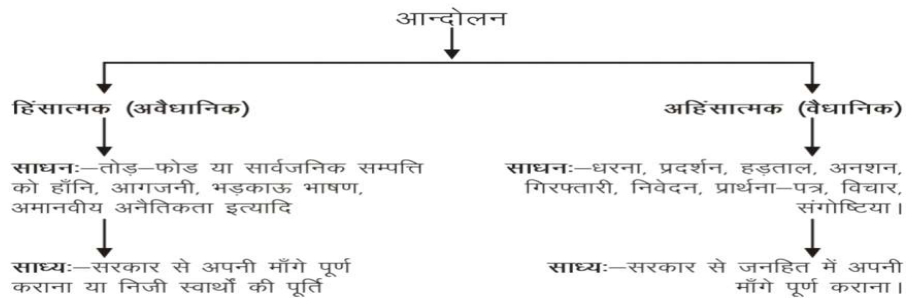 आन्दोलन
हिंसात्मक (अवैधानिक)
साधनः–तोड़–फोड या सार्वजनिक सम्पत्ति
को हाँनि, आगजनी, भड़काऊ भाषण,
अमानवीय अनैतिकता इत्यादि
साध्यः–सरकार से अपनी माँगे पूर्ण
कराना या निजी स्वार्थों की पूर्ति
अहिंसात्मक (वैधानिक)
साधनः–धरना, प्रदर्शन, हड़ताल, अनशन,
गिरफ्तारी, निवेदन, प्रार्थना–पत्र, विचार,
संगोष्टिया।
साध्यः–सरकार से जनहित में अपनी
माँगे पूर्ण कराना।